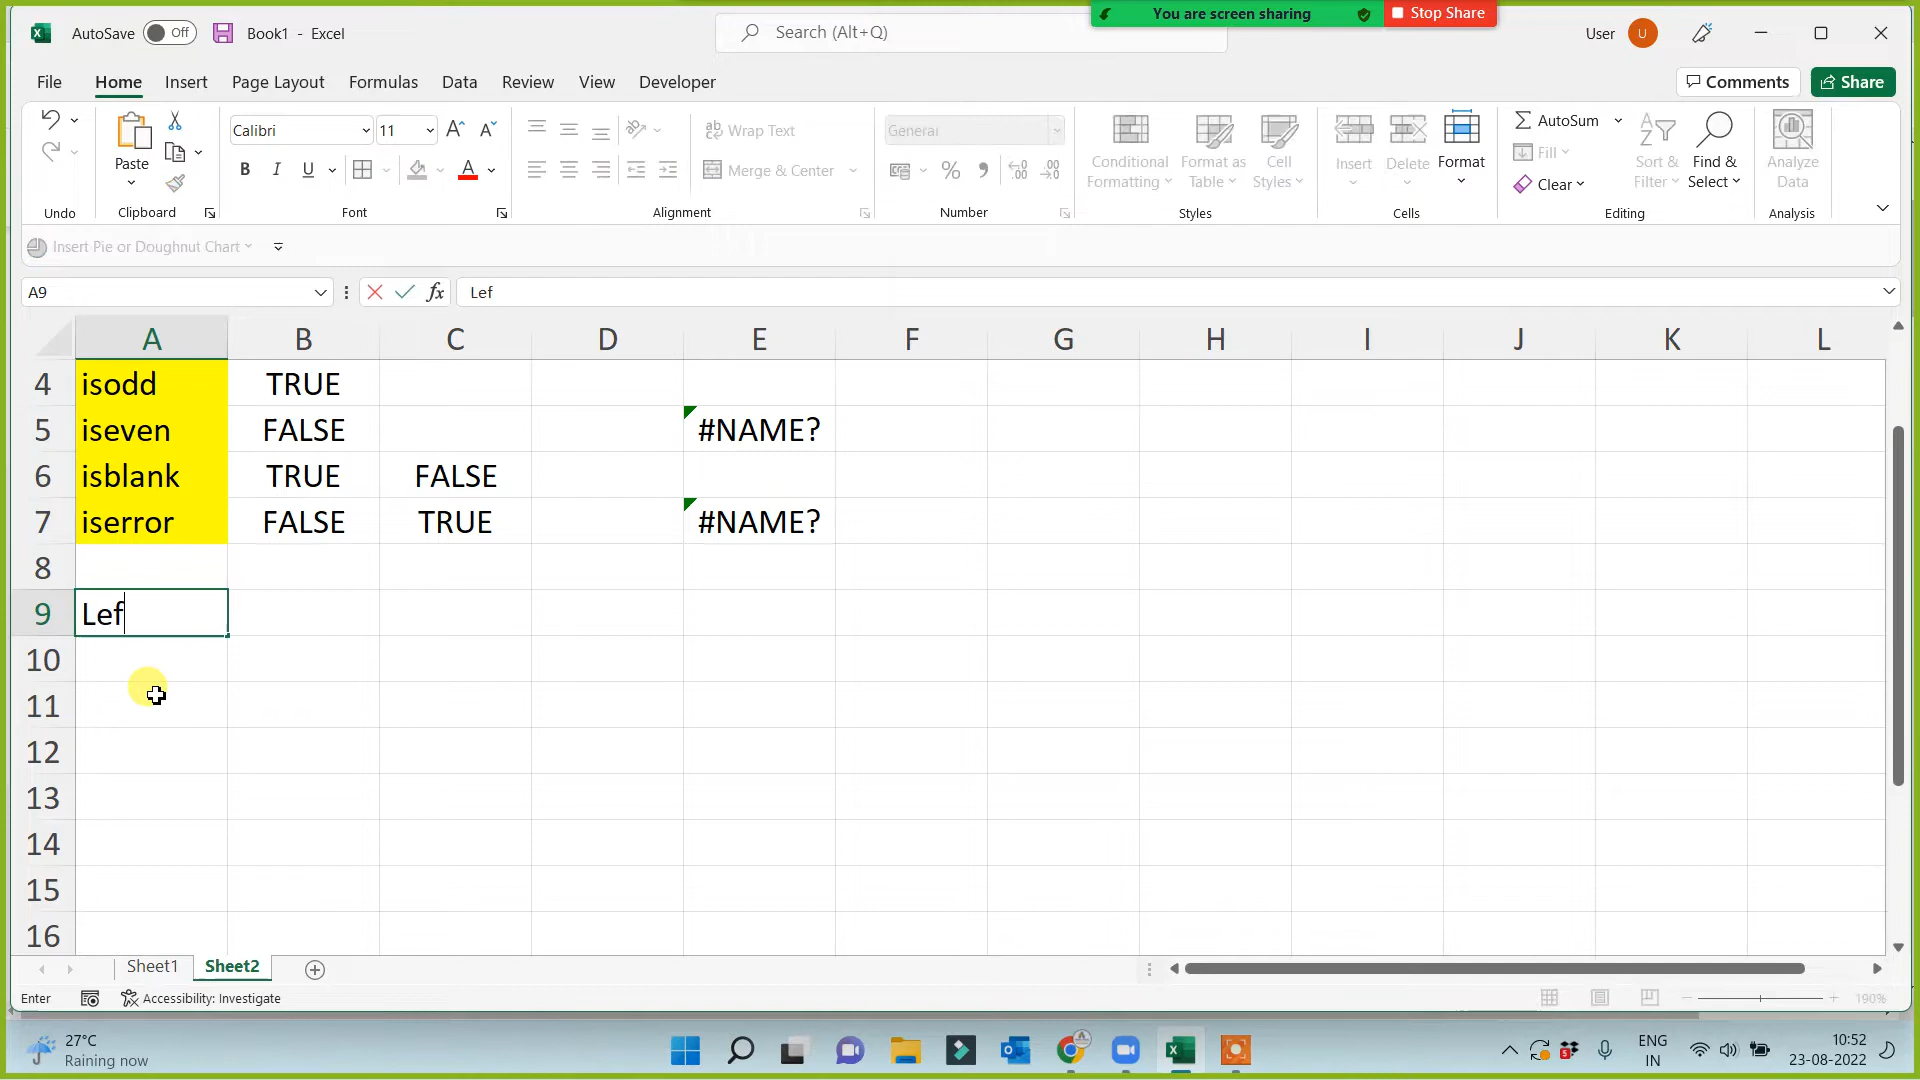 You are screen sharing
Stop Share
AutoSave Off Book1 - Excel
Search (Alt+Q)
User U
File Home Insert Page Layout Formulas Data Review View Developer
Comments Share
Paste
Calibri 11
B I U
Wrap Text
Merge & Center
General
Conditional Formatting
Format as Table
Cell Styles
Insert Delete Format
AutoSum
Fill
Clear
Sort & Filter
Find & Select
Analyze Data
Undo Clipboard Font Alignment Number Styles Cells Editing Analysis
Insert Pie or Doughnut Chart
A9 fx Lef
A B C D E F G H I J K L
4 isodd TRUE
5 iseven FALSE #NAME?
6 isblank TRUE FALSE
7 iserror FALSE TRUE #NAME?
8
9 Lef
10
11
12
13
14
15
16
Sheet1 Sheet2
Enter Accessibility: Investigate 190%
27°C
Raining now
ENG
IN
10:52
23-08-2022